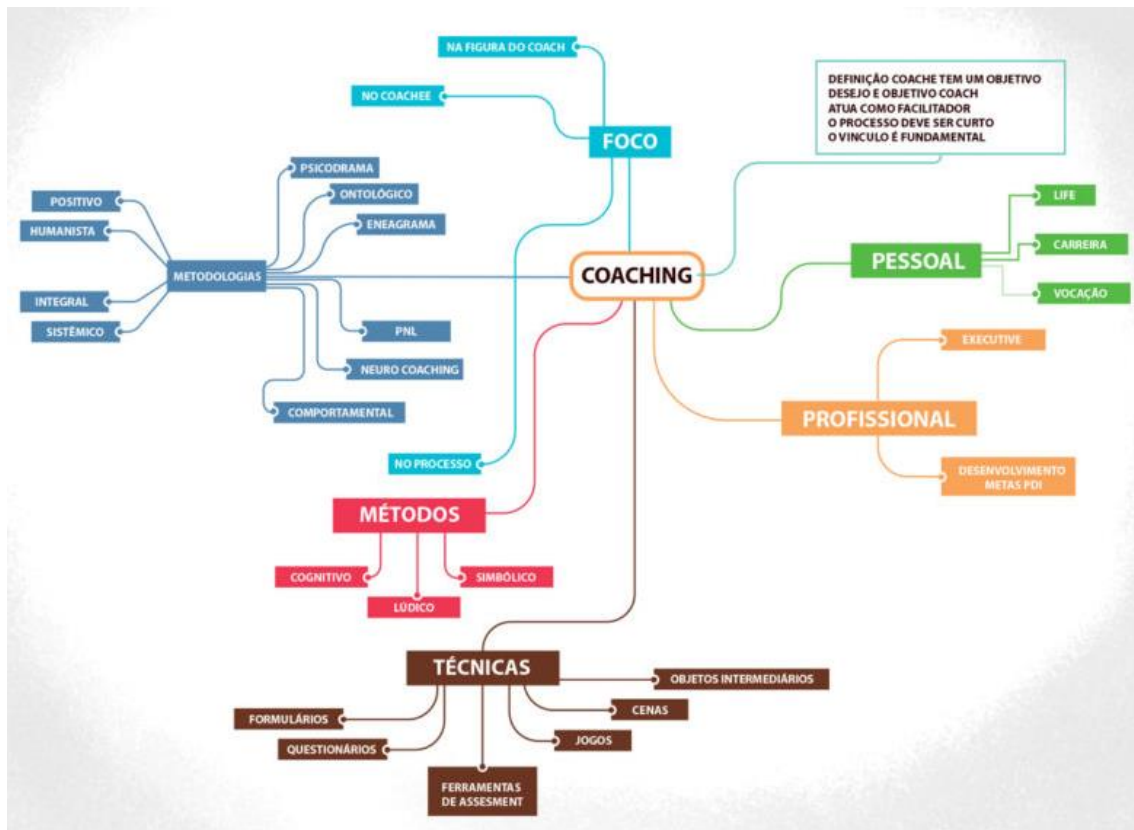 NA FIGURA DO COACH
NO COACHEE
FOCO
DEFINIÇÃO COACHE TEM UM OBJETIVO
DESEJO E OBJETIVO COACH
ATUA COMO FACILITADOR
O PROCESSO DEVE SER CURTO
O VINCULO É FUNDAMENTAL
PSICODRAMA
ONTOLÓGICO
ENEAGRAMA
POSITIVO
HUMANISTA
METODOLOGIAS
INTEGRAL
SISTÊMICO
PNL
NEURO COACHING
COMPORTAMENTAL
COACHING
PESSOAL
LIFE
CARREIRA
VOCAÇÃO
EXECUTIVE
PROFISSIONAL
DESENVOLVIMENTO
METAS PDI
NO PROCESSO
MÉTODOS
COGNITIVO
SIMBÓLICO
LÚDICO
TÉCNICAS
OBJETOS INTERMEDIÁRIOS
CENAS
JOGOS
FORMULÁRIOS
QUESTIONÁRIOS
FERRAMENTAS
DE ASSESMENT